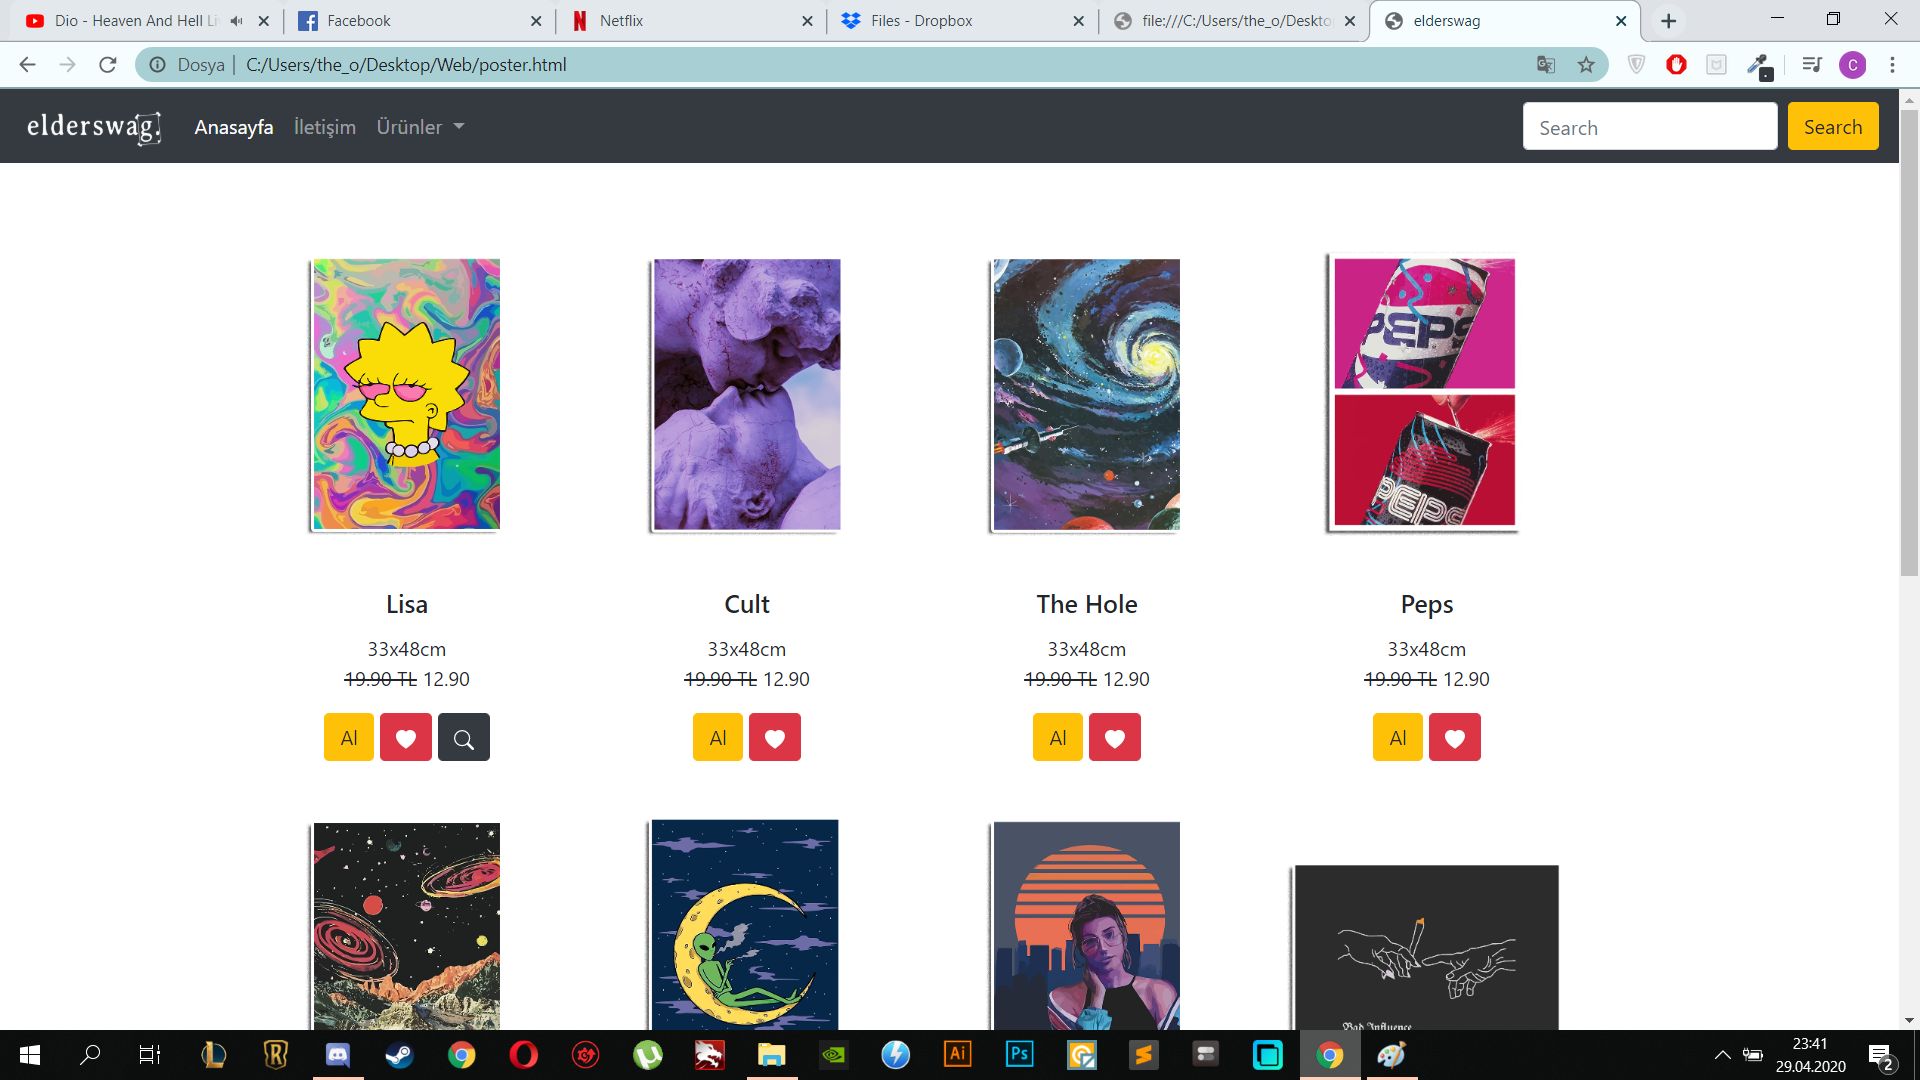 Dio - Heaven And Hell Li
Facebook
Netflix
Files - Dropbox
file:///C:/Users/the_o/Deskto
elderswag
Dosya | C:/Users/the_o/Desktop/Web/poster.html
C
elderswag.
Anasayfa İletişim Ürünler
Search
Search
PEPS
PEPS
Lisa
Cult
The Hole
Peps
33x48cm
33x48cm
33x48cm
33x48cm
19.90 TL 12.90
19.90 TL 12.90
19.90 TL 12.90
19.90 TL 12.90
Al
Al
Al
Al
Bad Influence
Ai
Ps
23:41
29.04.2020
2